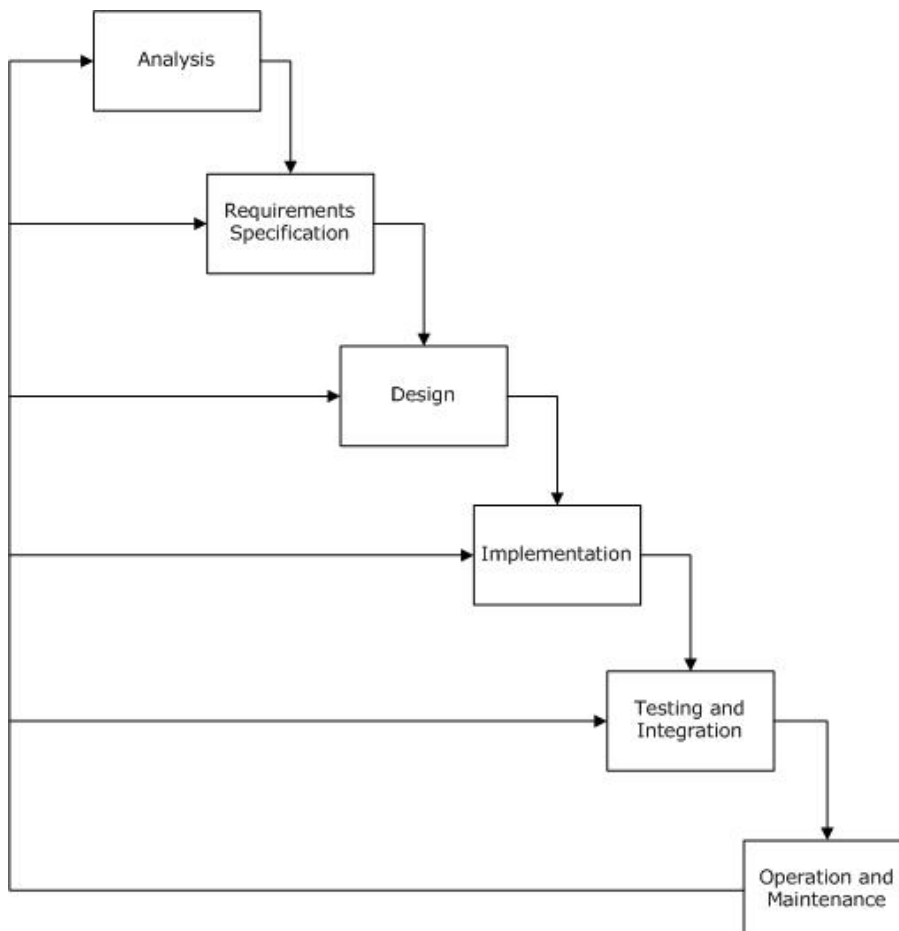 Analysis
Requirements
Specification
Design
Implementation
Testing and
Integration
Operation and
Maintenance